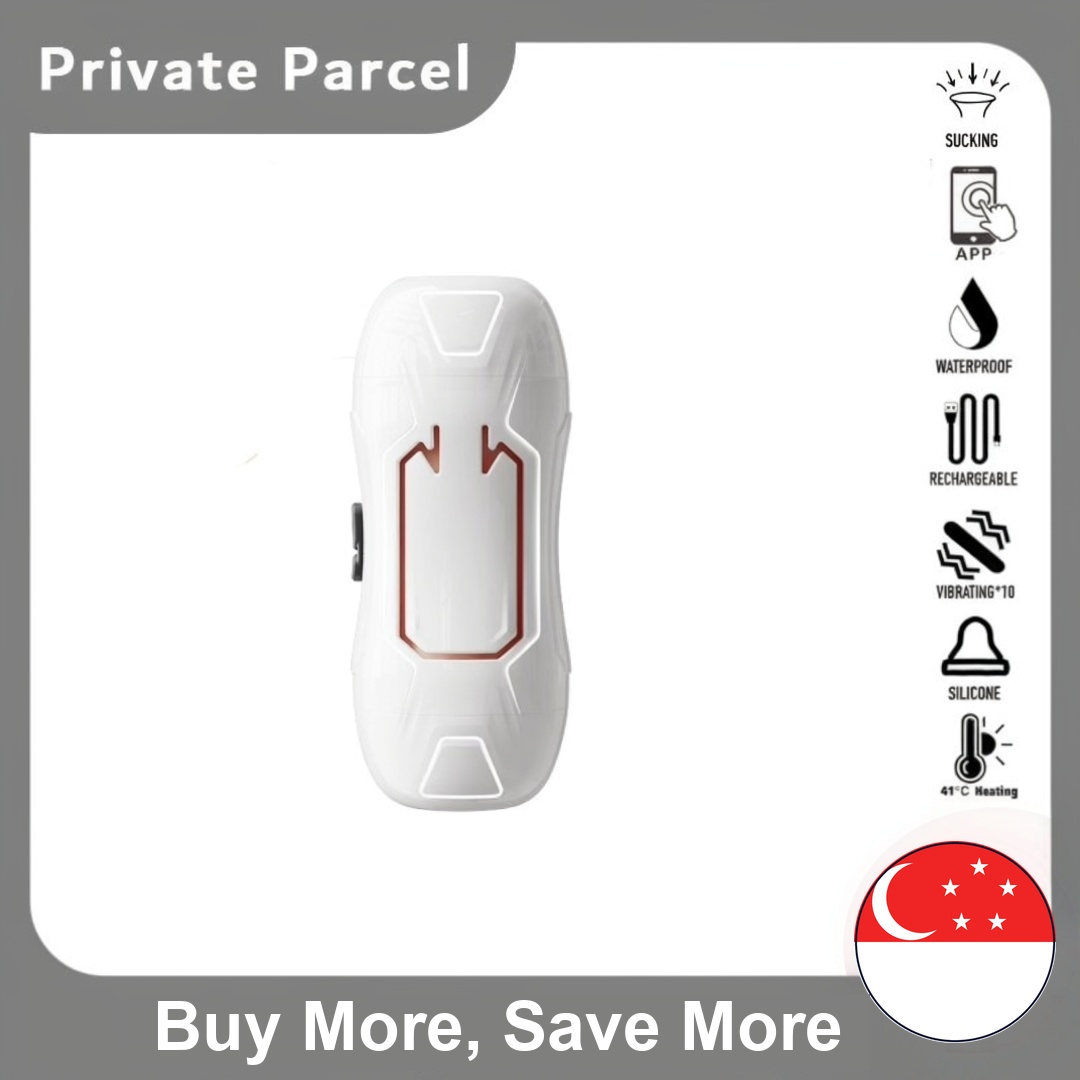 Private Parcel
SUCKING
APP
WATERPROOF
RECHARGEABLE
VIBRATING*10
SILICONE
41°C Heating
Buy More, Save More